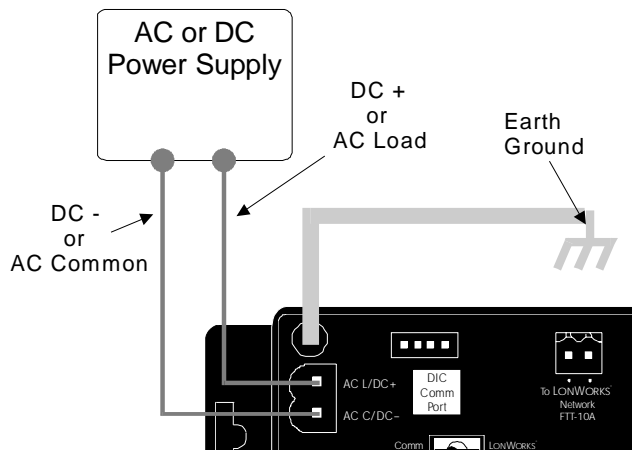 AC or DC
Power Supply
DC +
or
AC Load
Earth
Ground
DC -
or
AC Common
AC L/DC+
AC C/DC–
DIC
Comm
Port
To LONWORKS'
Network
FTT-10A
Comm
LONWORKS'